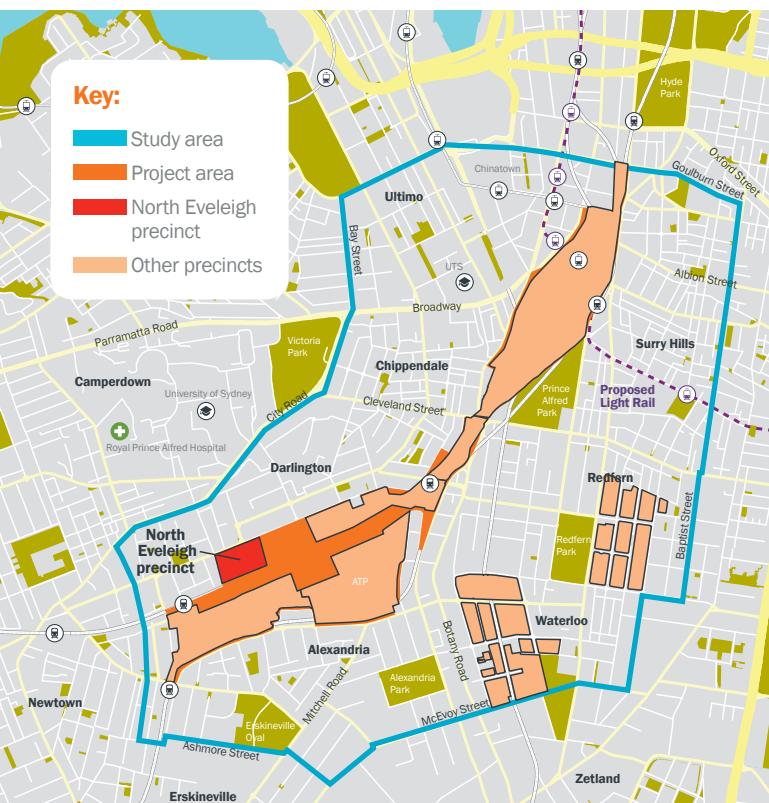 Key:
Study area
Project area
North Eveleigh
precinct
Other precincts
Hyde
Park
Oxford Street
Goulburn Street
Chinatown
Ultimo
Bay Street
UTS
Albion Street
Broadway
Parramatta Road
Victoria
Park
Surry Hills
Chippendale
Camperdown
Prince
Alfred
Park
Proposed
Light Rail
University of Sydney
City Road
Cleveland Street
Royal Prince Alfred Hospital
Darlington
Redfern
Baptist Street
North
Eveleigh
precinct
Redfern
Park
ATP
Waterloo
Botany Road
Alexandria
Alexandria
Park
Mitchell Road
Newtown
McEvoy Street
Erskineville
Oval
Ashmore Street
Zetland
Erskineville